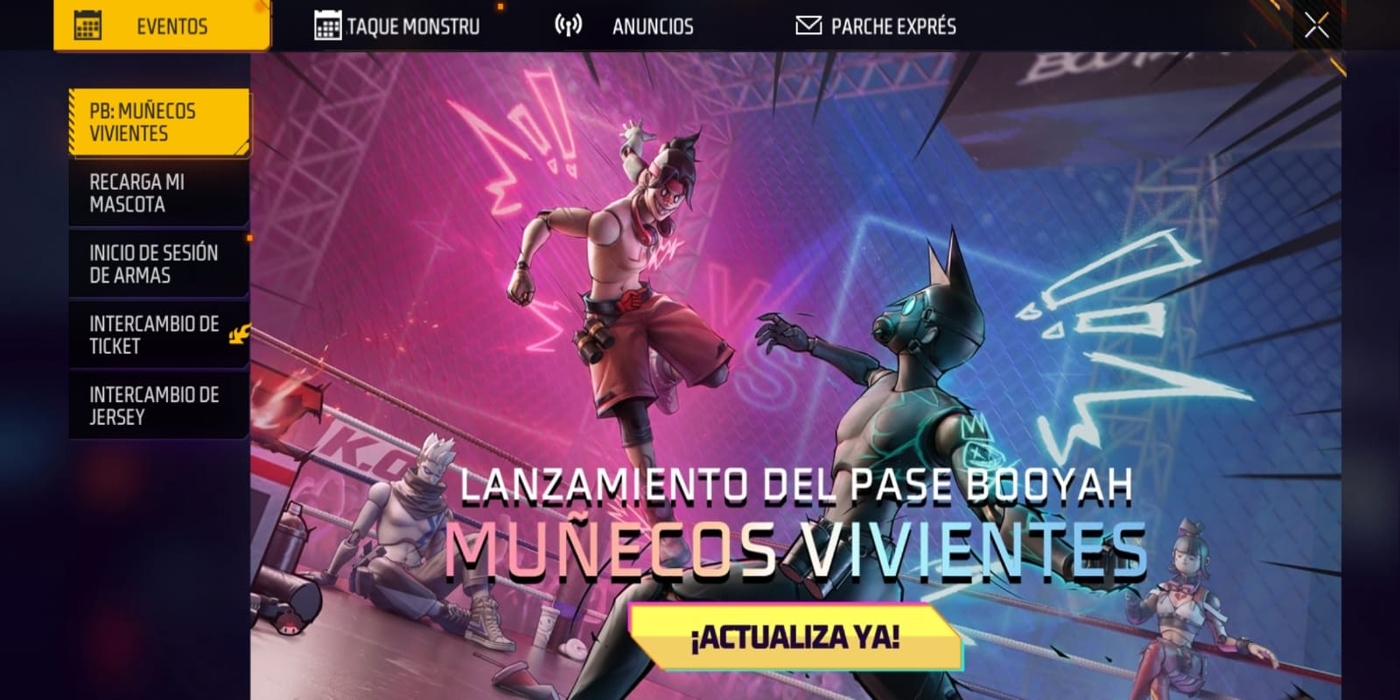 EVENTOS
TAQUE MONSTRU
ANUNCIOS
PARCHE EXPRÉS
PB: MUÑECOS
VIVIENTES
RECARGA MI
MASCOTA
INICIO DE SESIÓN
DE ARMAS
INTERCAMBIO DE
TICKET
INTERCAMBIO DE
JERSEY
VS
K.O
LANZAMIENTO DEL PASE BOOYAH
MUÑECOS VIVIENTES
¡ACTUALIZA YA!